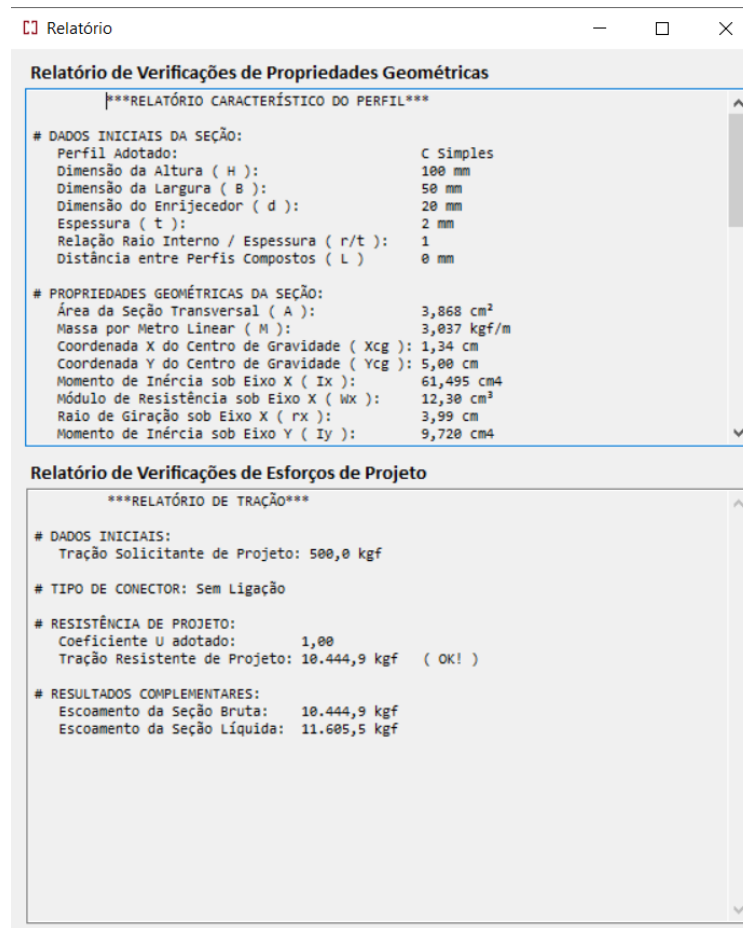 Relatório
Relatório de Verificações de Propriedades Geométricas
***RELATÓRIO CARACTERÍSTICO DO PERFIL***
# DADOS INICIAIS DA SEÇÃO:
Perfil Adotado: C Simples
Dimensão da Altura ( H ): 100 mm
Dimensão da Largura ( B ): 50 mm
Dimensão do Enrijecedor ( d ): 20 mm
Espessura ( t ): 2 mm
Relação Raio Interno / Espessura ( r/t ): 1
Distância entre Perfis Compostos ( L ) 0 mm
# PROPRIEDADES GEOMÉTRICAS DA SEÇÃO:
Área da Seção Transversal ( A ): 3,868 cm²
Massa por Metro Linear ( M ): 3,037 kgf/m
Coordenada X do Centro de Gravidade ( Xcg ): 1,34 cm
Coordenada Y do Centro de Gravidade ( Ycg ): 5,00 cm
Momento de Inércia sob Eixo X ( Ix ): 61,495 cm4
Módulo de Resistência sob Eixo X ( Wx ): 12,30 cm³
Raio de Giração sob Eixo X ( rx ): 3,99 cm
Momento de Inércia sob Eixo Y ( Iy ): 9,720 cm4
Relatório de Verificações de Esforços de Projeto
***RELATÓRIO DE TRAÇÃO***
# DADOS INICIAIS:
Tração Solicitante de Projeto: 500,0 kgf
# TIPO DE CONECTOR: Sem Ligação
# RESISTÊNCIA DE PROJETO:
Coeficiente U adotado: 1,00
Tração Resistente de Projeto: 10.444,9 kgf ( OK! )
# RESULTADOS COMPLEMENTARES:
Escoamento da Seção Bruta: 10.444,9 kgf
Escoamento da Seção Líquida: 11.605,5 kgf